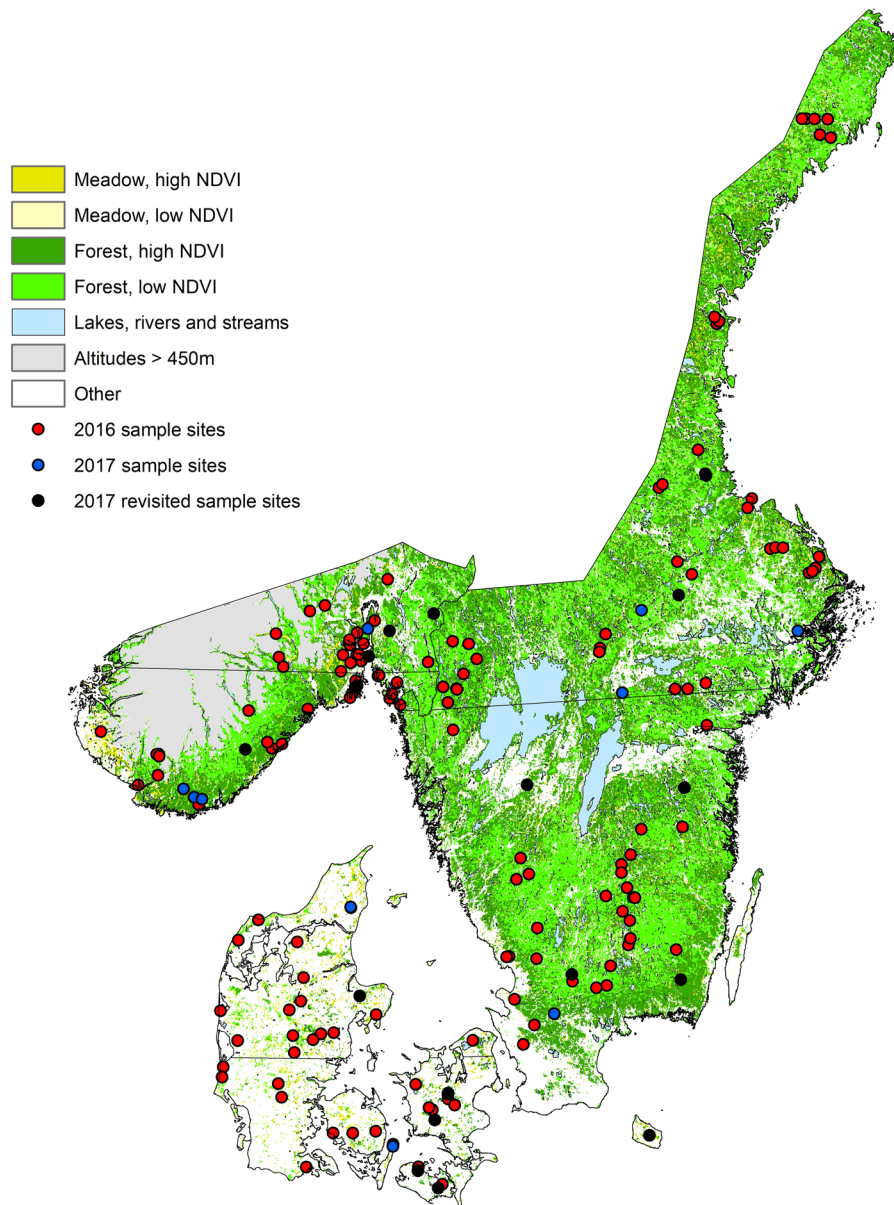 Meadow, high NDVI
Meadow, low NDVI
Forest, high NDVI
Forest, low NDVI
Lakes, rivers and streams
Altitudes > 450m
Other
2016 sample sites
2017 sample sites
2017 revisited sample sites